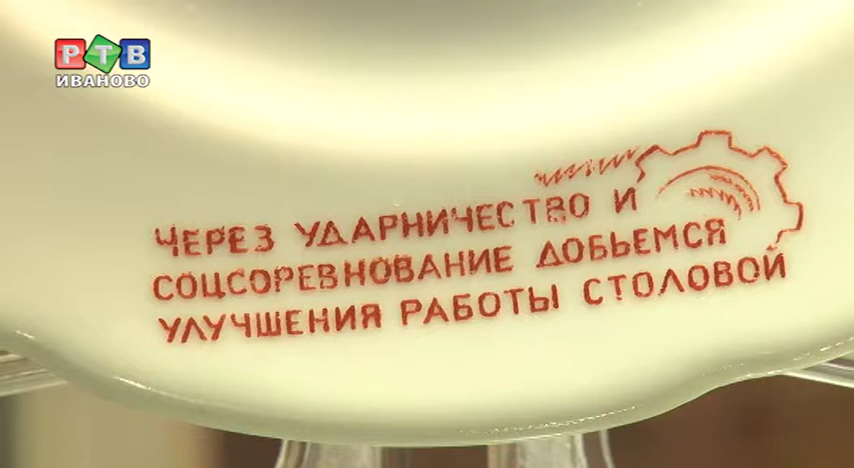 РТВ
ИВАНОВО
ЧЕРЕЗ УДАРНИЧЕСТВО И
СОЦСОРЕВНОВАНИЕ ДОБЬЕМСЯ
УЛУЧШЕНИЯ РАБОТЫ СТОЛОВОЙ